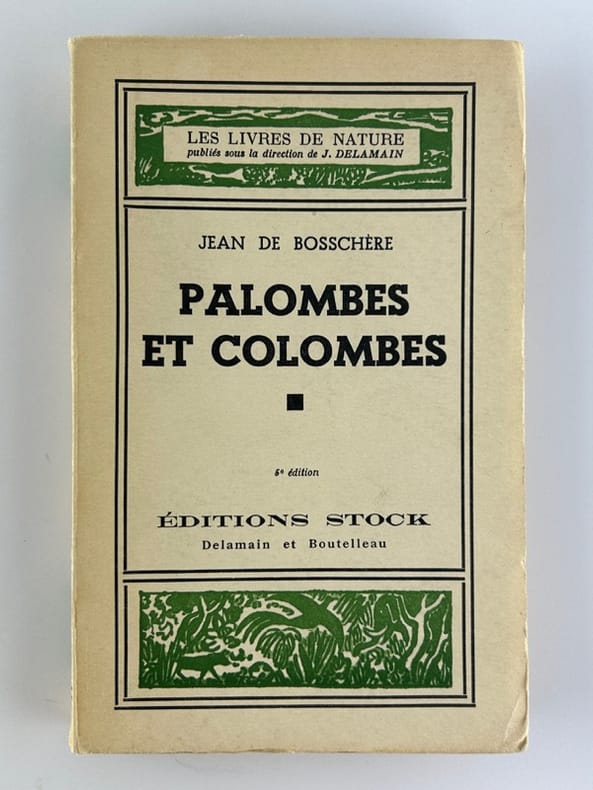 LES LIVRES DE NATURE
publiés sous la direction de J. DELAMAIN
JEAN DE BOSSCHÈRE
PALOMBES
ET COLOMBES
6e édition
ÉDITIONS STOCK
Delamain et Boutelleau